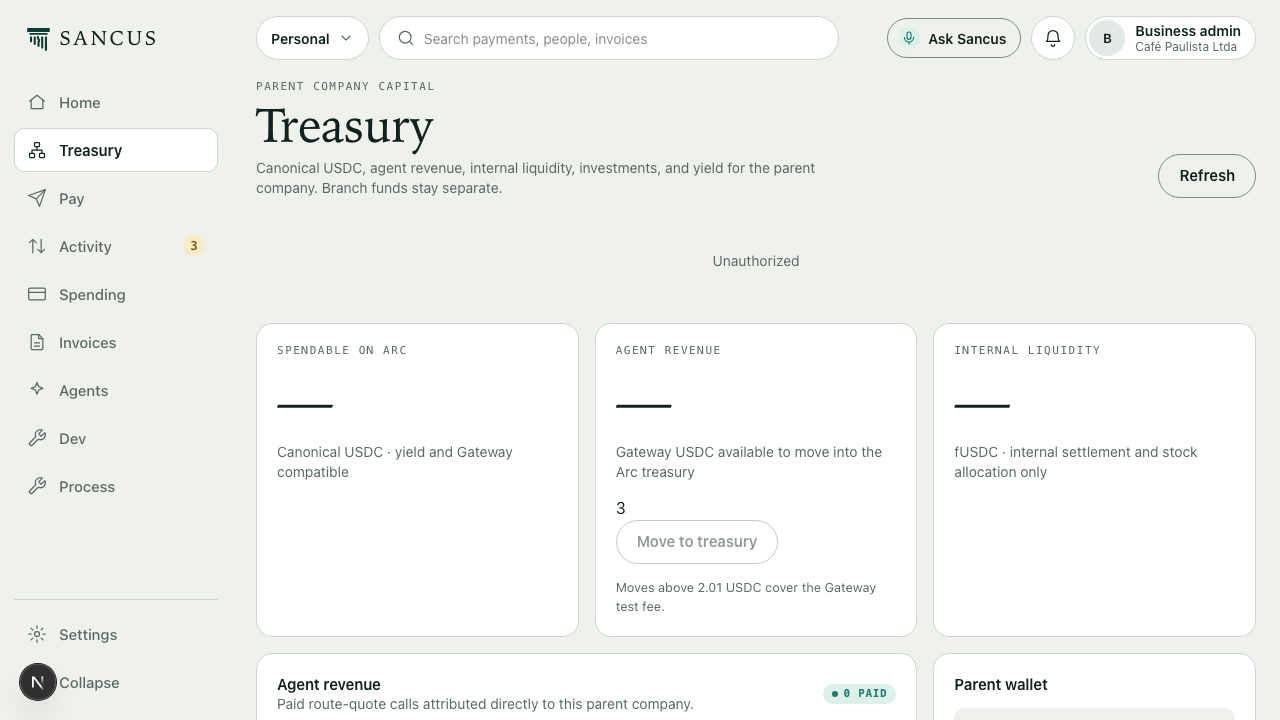 SANCUS
Personal
Search payments, people, invoices
Ask Sancus
B
Business admin
Café Paulista Ltda
Home
Treasury
Pay
Activity
3
Spending
Invoices
Agents
Dev
Process
Settings
N
Collapse
PARENT COMPANY CAPITAL
Treasury
Canonical USDC, agent revenue, internal liquidity, investments, and yield for the parent
company. Branch funds stay separate.
Refresh
Unauthorized
SPENDABLE ON ARC
—
Canonical USDC · yield and Gateway
compatible
AGENT REVENUE
—
Gateway USDC available to move into the
Arc treasury
3
Move to treasury
Moves above 2.01 USDC cover the Gateway
test fee.
INTERNAL LIQUIDITY
—
fUSDC · internal settlement and stock
allocation only
Agent revenue
Paid route-quote calls attributed directly to this parent company.
0 PAID
Parent wallet